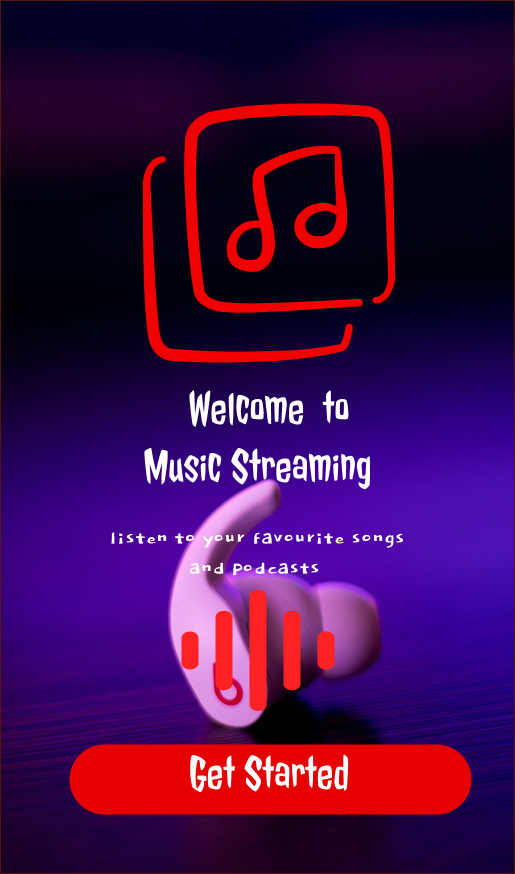 Welcome to
Music Streaming
listen to your favourite songs
and podcasts
Get Started